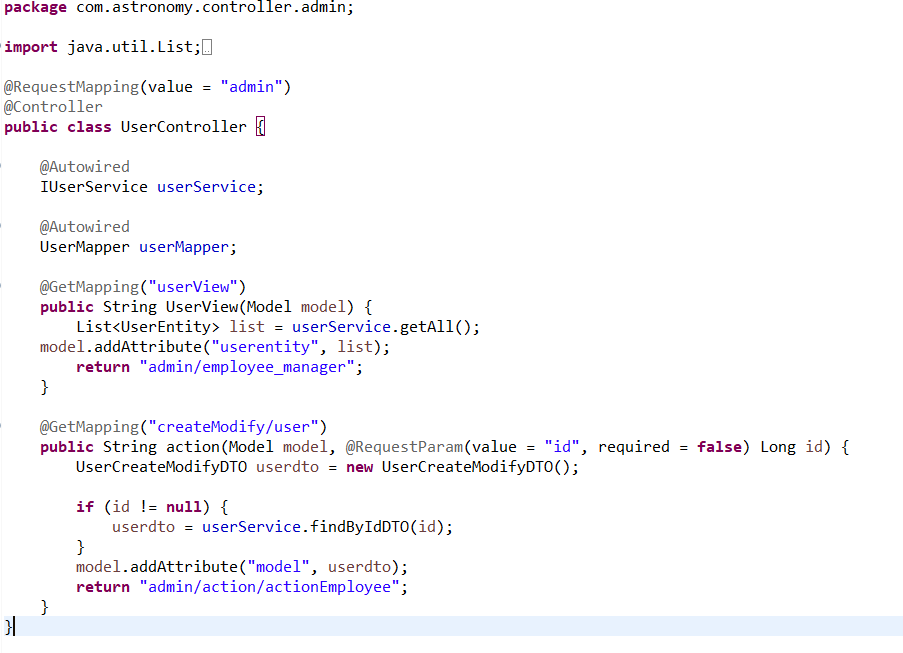 package com.astronomy.controller.admin;
import java.util.List;
@RequestMapping(value = "admin")
@Controller
public class UserController {
@Autowired
IUserService userService;
@Autowired
UserMapper userMapper;
@GetMapping("userView")
public String UserView(Model model) {
List<UserEntity> list = userService.getAll();
model.addAttribute("userentity", list);
return "admin/employee_manager";
}
@GetMapping("createModify/user")
public String action(Model model, @RequestParam(value = "id", required = false) Long id) {
UserCreateModifyDTO userdto = new UserCreateModifyDTO();
if (id != null) {
userdto = userService.findByIdDTO(id);
}
model.addAttribute("model", userdto);
return "admin/action/actionEmployee";
}
}